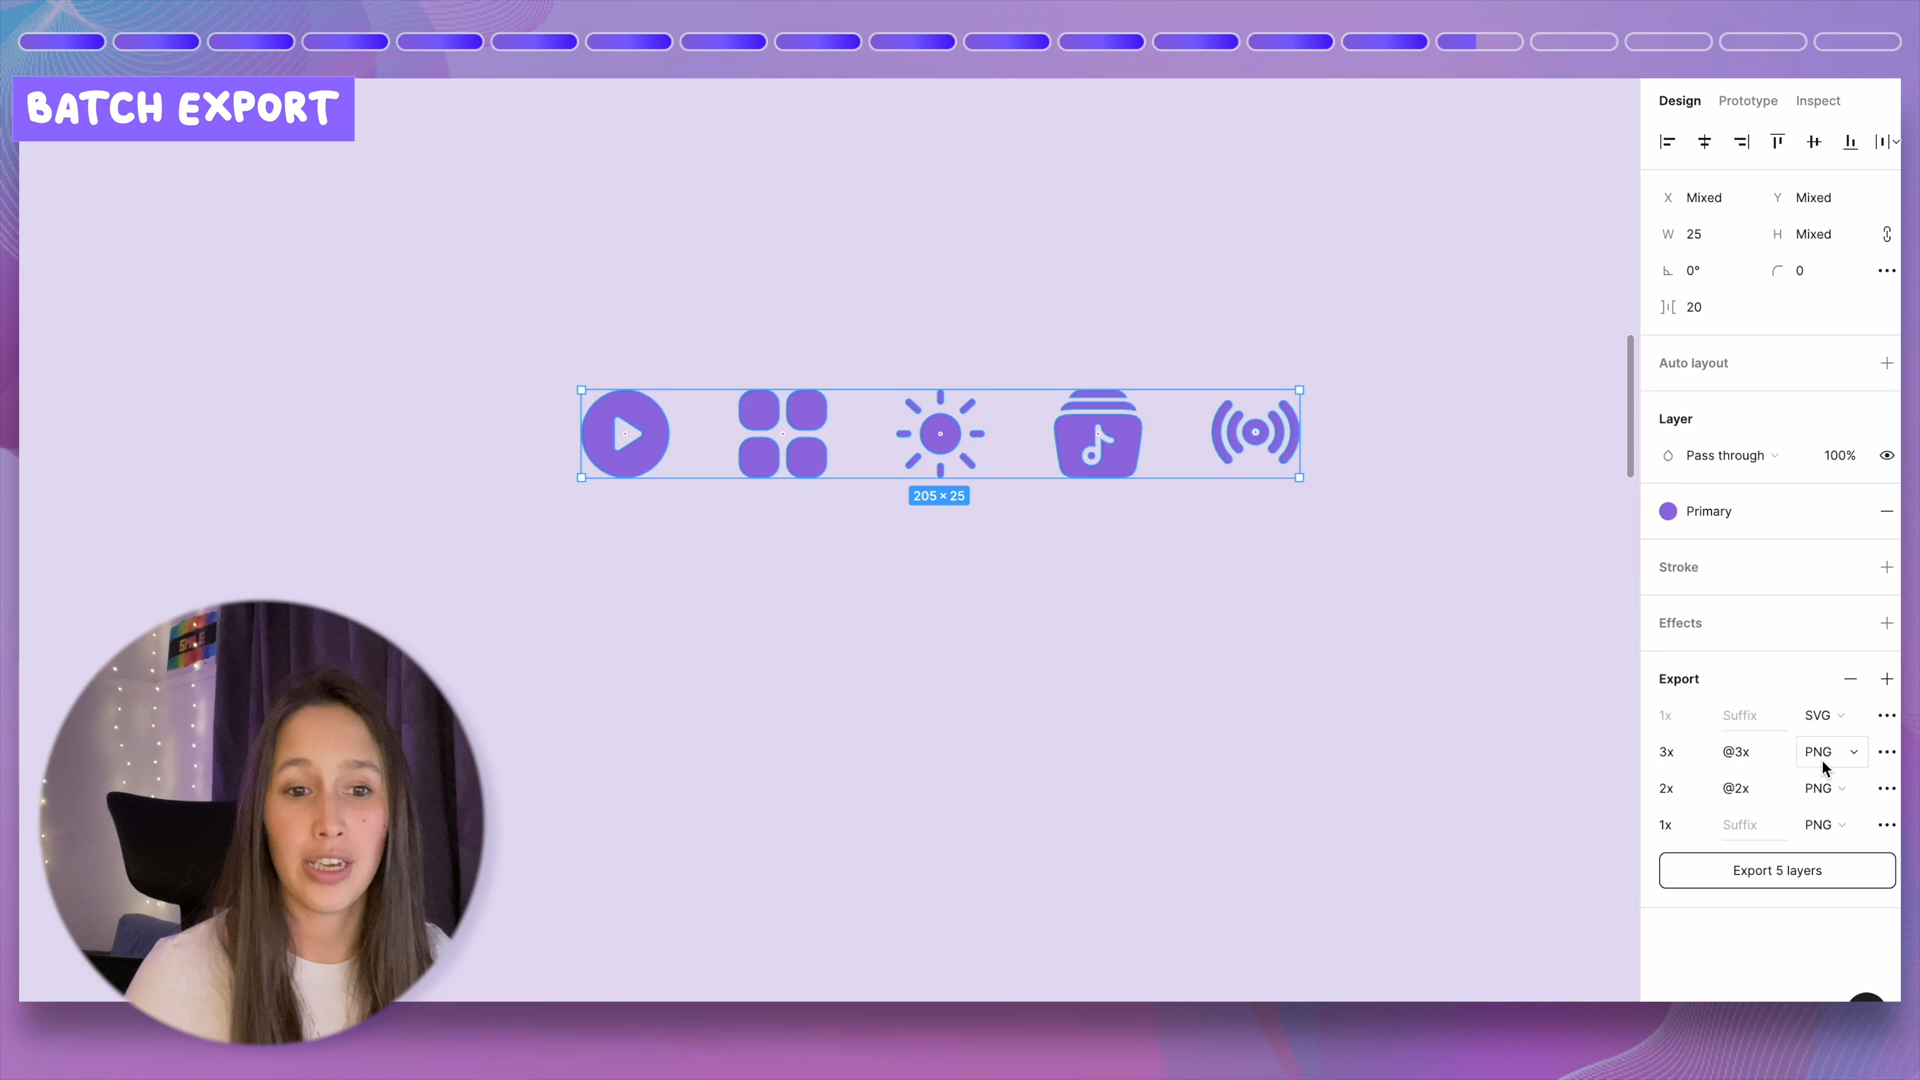 BATCH EXPORT
Design Prototype Inspect
X Mixed Y Mixed
W 25 H Mixed
0° 0
20
Auto layout
Layer
Pass through 100%
Primary
Stroke
Effects
Export
1x Suffix SVG
3x @3x PNG
2x @2x PNG
1x Suffix PNG
Export 5 layers
205 × 25
SMILE